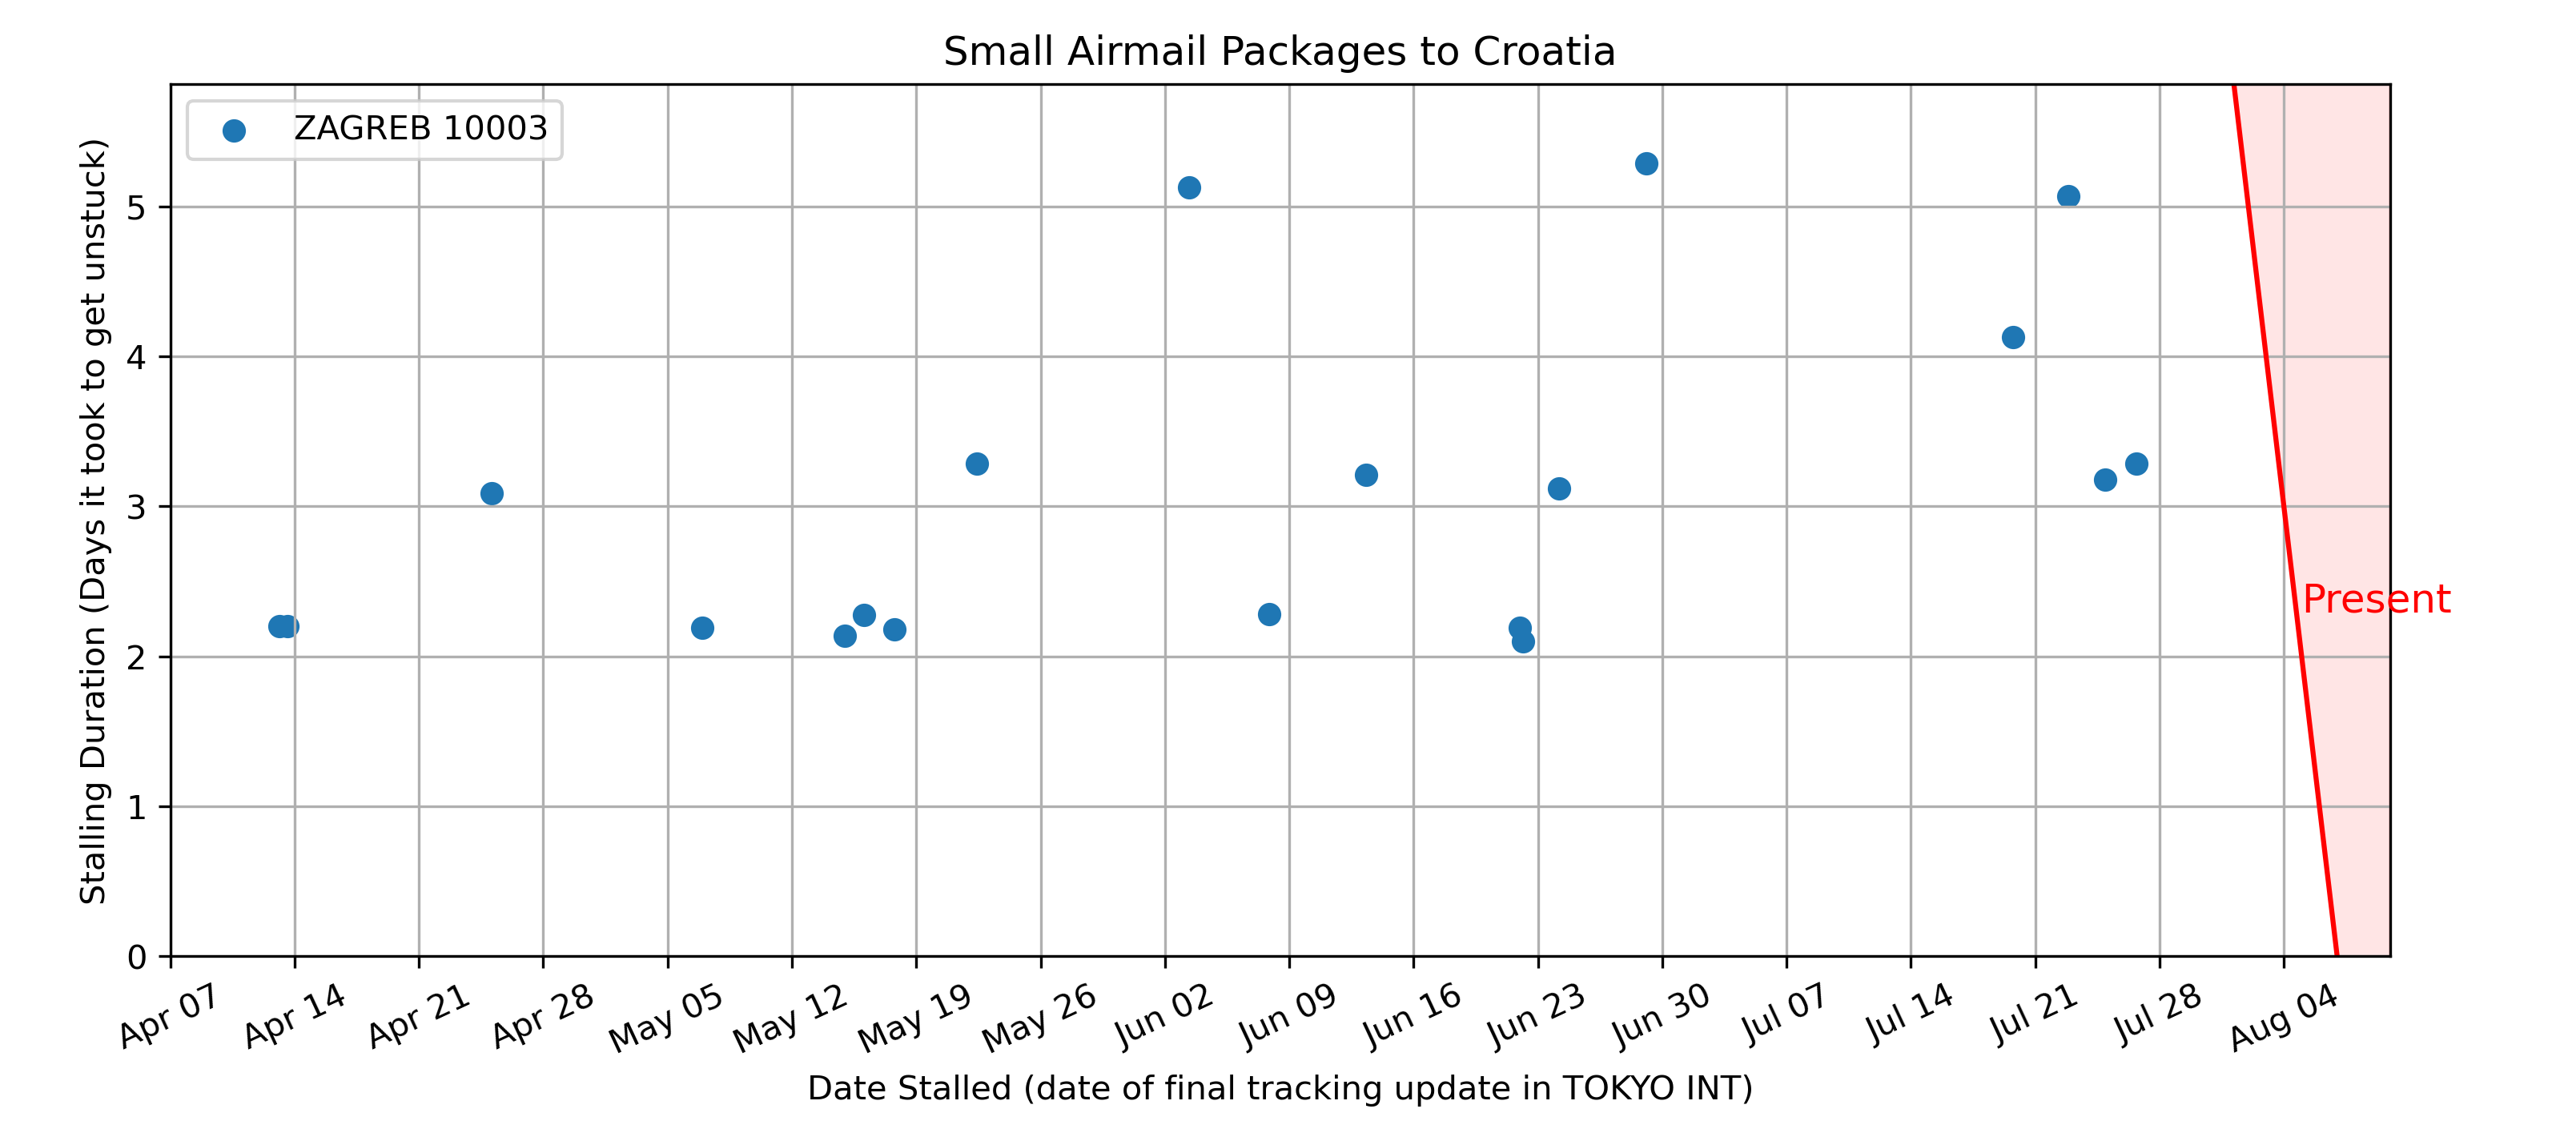 Small Airmail Packages to Croatia
ZAGREB 10003
Stalling Duration (Days it took to get unstuck)
5
4
3
2
1
0
Present
Apr 07
Apr 14
Apr 21
Apr 28
May 05
May 12
May 19
May 26
Jun 02
Jun 09
Jun 16
Jun 23
Jun 30
Jul 07
Jul 14
Jul 21
Jul 28
Aug 04
Date Stalled (date of final tracking update in TOKYO INT)